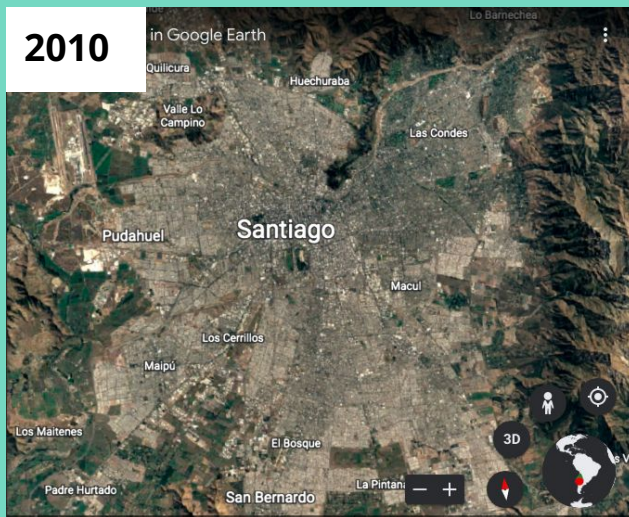 2010
in Google Earth
Lo Barnechea
Quilicura
Huechuraba
Valle Lo
Campino
Las Condes
Pudahuel
Santiago
Macul
Los Cerrillos
Maipú
3D
Los Maitenes
El Bosque
Padre Hurtado
San Bernardo
La Pintana